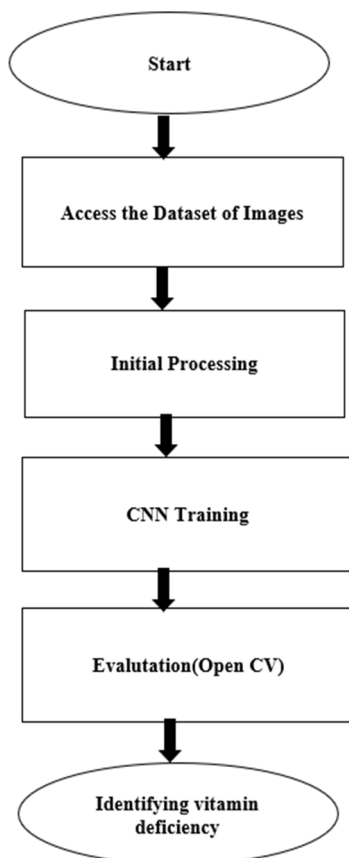 Start
Access the Dataset of Images
Initial Processing
CNN Training
Evalutation(Open CV)
Identifying vitamin
deficiency